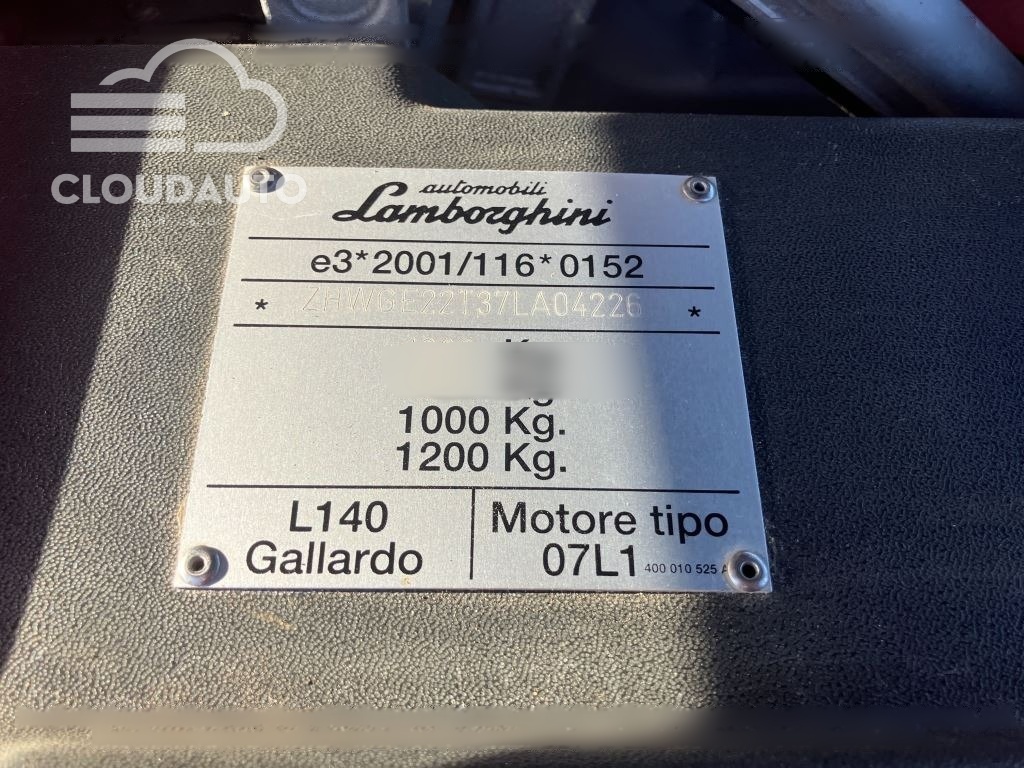 CLOUDAUTO
automobili
Lamborghini
e3*2001/116*0152
* ZHWGE22T37LA04226 *
1000 Kg.
1200 Kg.
L140
Gallardo
Motore tipo
07L1 400 010 525 A